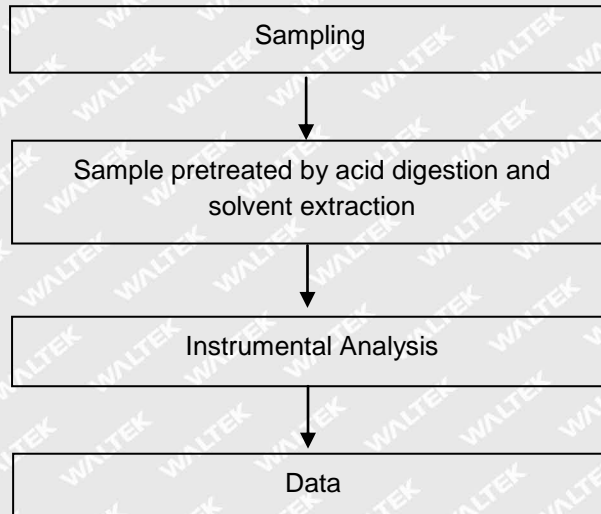 Sampling
Sample pretreated by acid digestion and
solvent extraction
Instrumental Analysis
Data